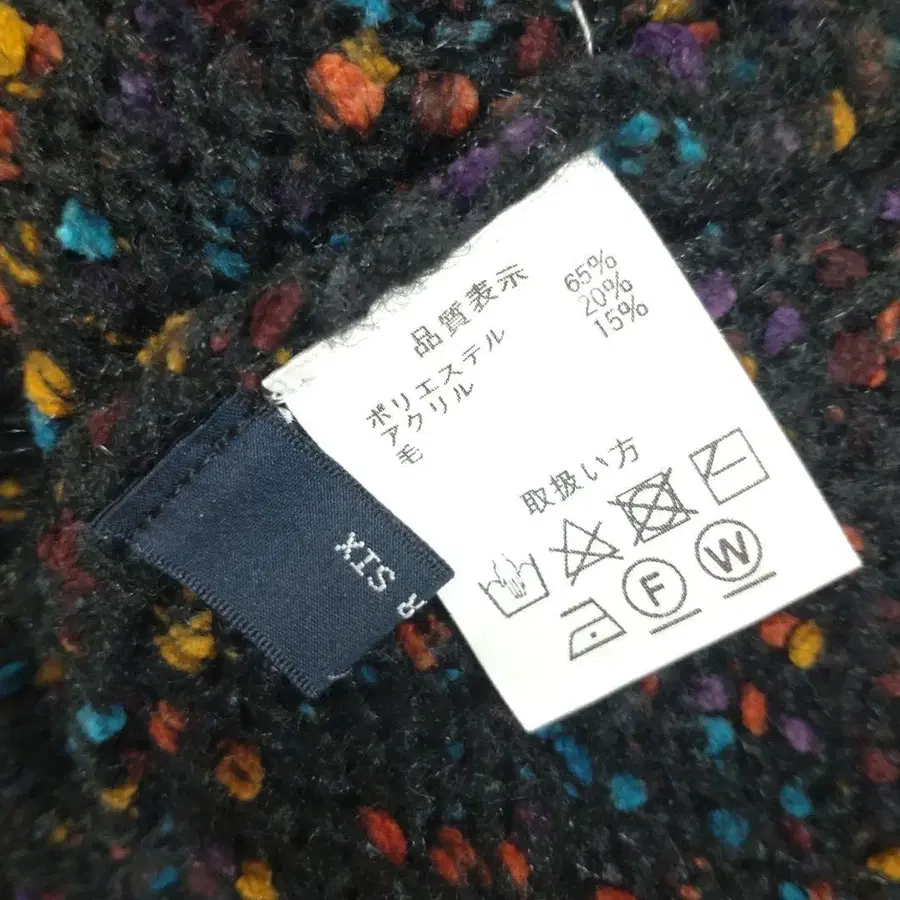 品質表示
ポリエステル 65%
アクリル 20%
毛 15%
取扱い方
F
W
SIX